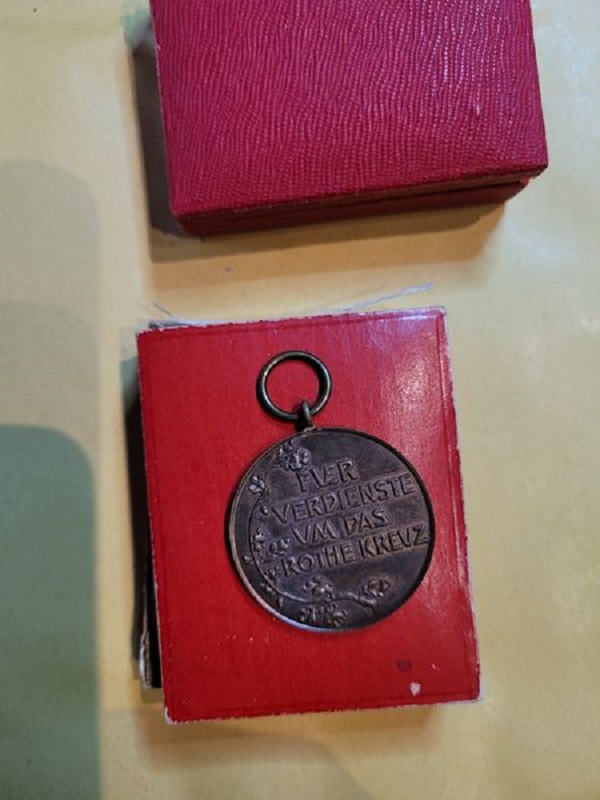 FVER
VERDIENSTE
VM DAS
ROTHE KREVZ